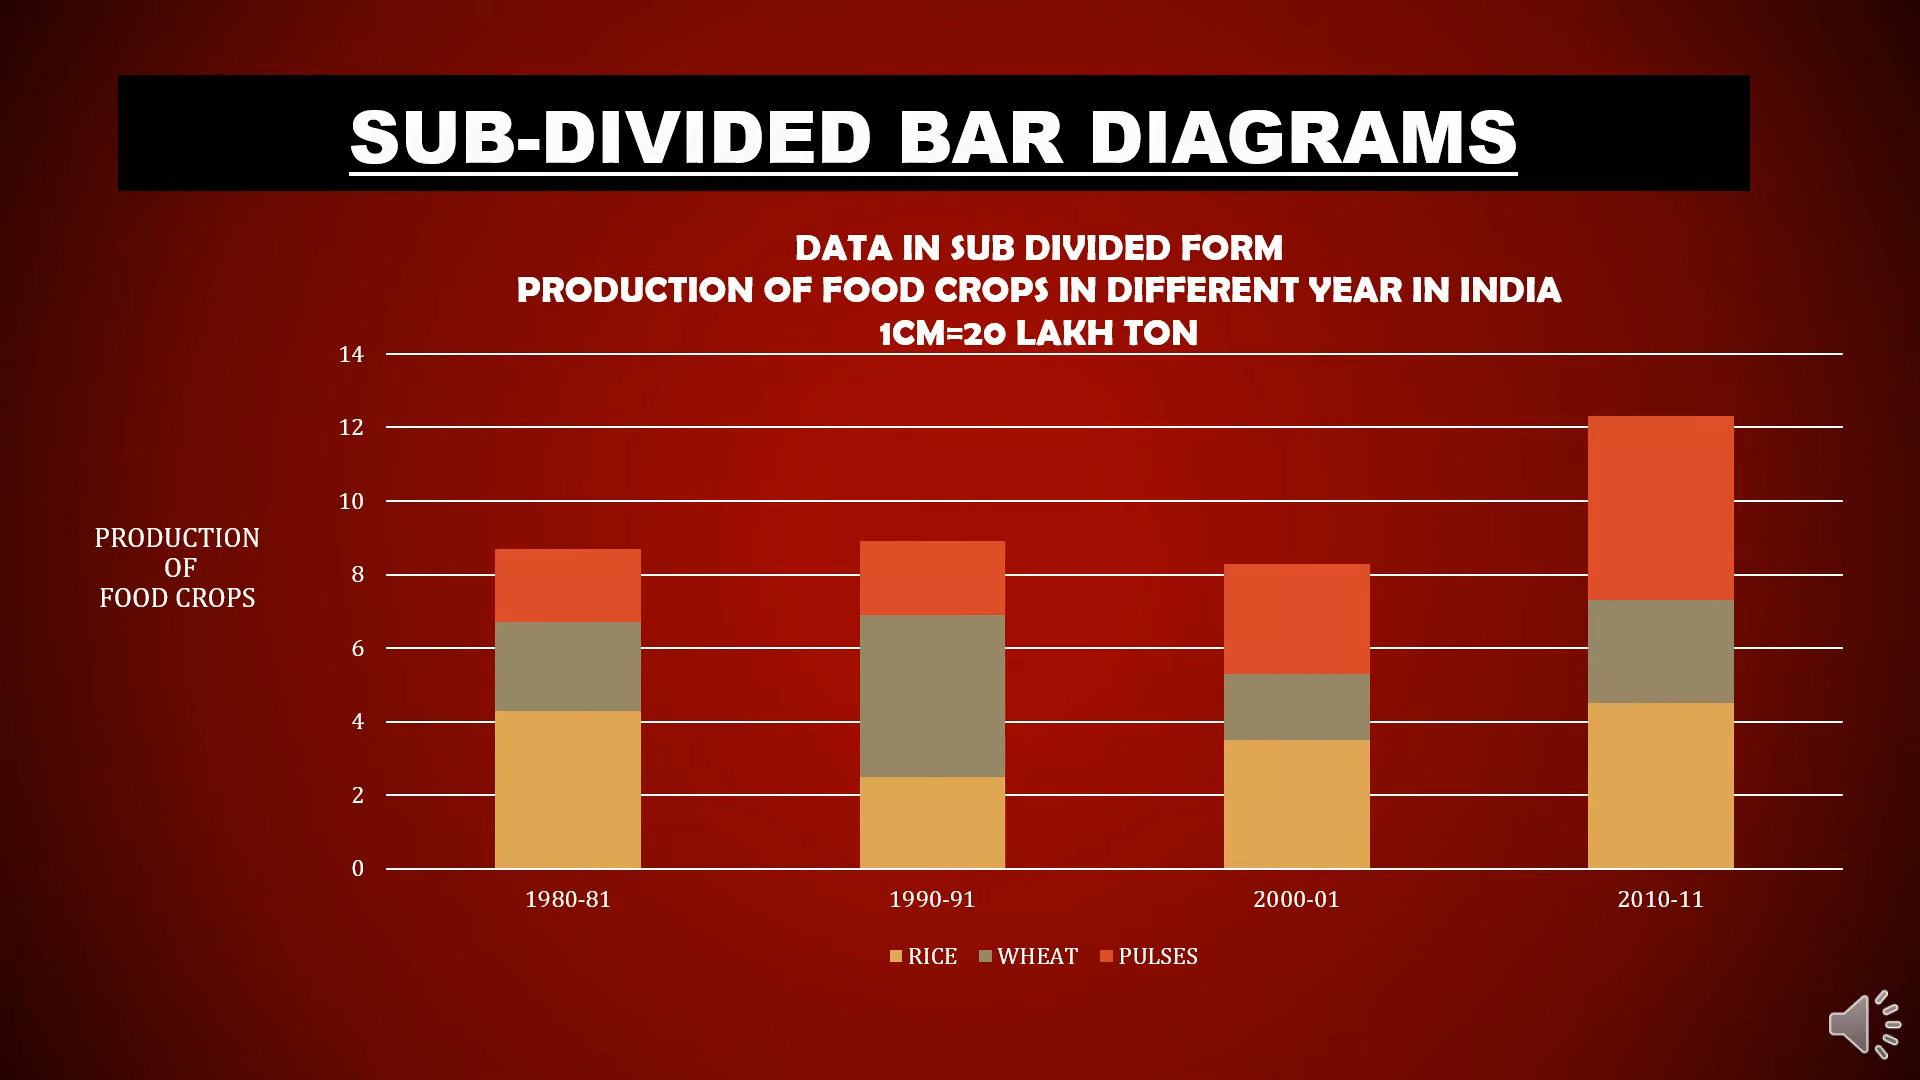 SUB-DIVIDED BAR DIAGRAMS
DATA IN SUB DIVIDED FORM
PRODUCTION OF FOOD CROPS IN DIFFERENT YEAR IN INDIA
1CM=20 LAKH TON
14
12
10
8
6
4
2
0
PRODUCTION
OF
FOOD CROPS
1980-81 1990-91 2000-01 2010-11
RICE WHEAT PULSES